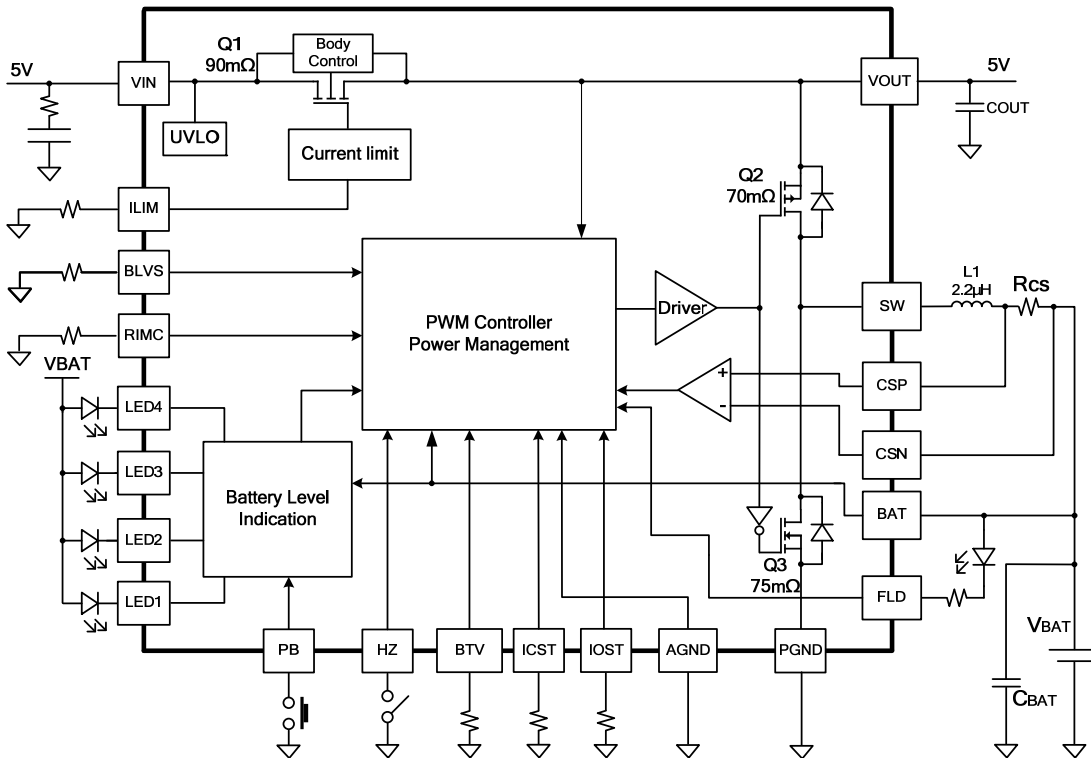 Q1
90mΩ
Body
Control
5V
VIN
VOUT
5V
COUT
UVLO
Current limit
ILIM
Q2
70mΩ
BLVS
L1
2.2μH
Rcs
SW
Driver
PWM Controller
Power Management
RIMC
VBAT
+
-
CSP
LED4
CSN
LED3
Battery Level
Indication
BAT
LED2
Q3
75mΩ
LED1
FLD
VBAT
PB
HZ
BTV
ICST
IOST
AGND
PGND
CBAT